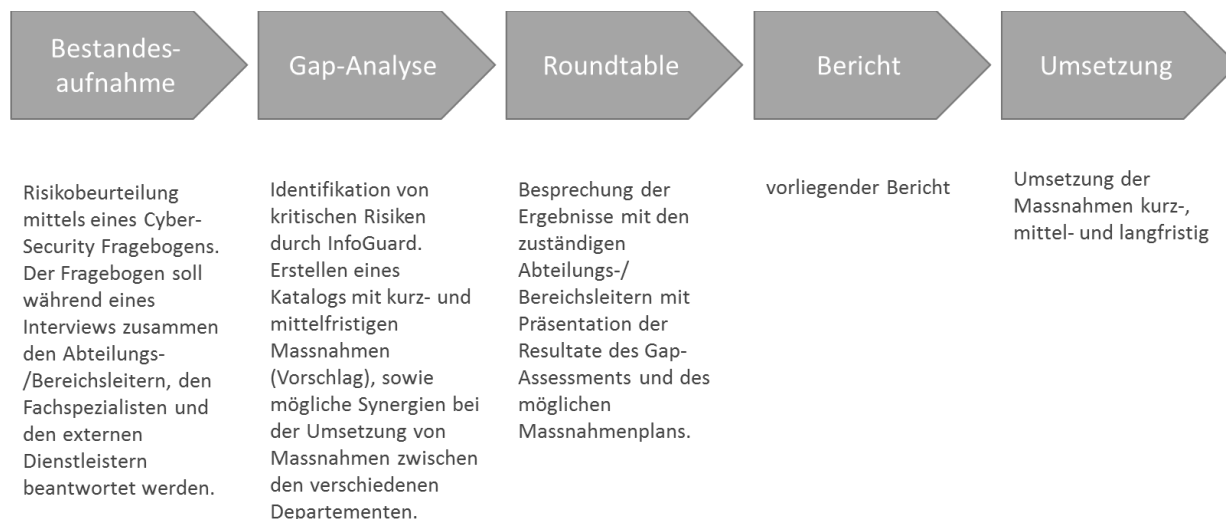 Bestandes-
aufnahme
Gap-Analyse
Roundtable
Bericht
Umsetzung
Risikobeurteilung
mittels eines Cyber-
Security Fragebogens.
Der Fragebogen soll
während eines
Interviews zusammen
den Abteilungs-
/Bereichsleitern, den
Fachspezialisten und
den externen
Dienstleistern
beantwortet werden.
Identifikation von
kritischen Risiken
durch InfoGuard.
Erstellen eines
Katalogs mit kurz- und
mittelfristigen
Massnahmen
(Vorschlag), sowie
mögliche Synergien bei
der Umsetzung von
Massnahmen zwischen
den verschiedenen
Departementen.
Besprechung der
Ergebnisse mit den
zuständigen
Abteilungs-/
Bereichsleitern mit
Präsentation der
Resultate des Gap-
Assessments und des
möglichen
Massnahmenplans.
vorliegender Bericht
Umsetzung der
Massnahmen kurz-,
mittel- und langfristig